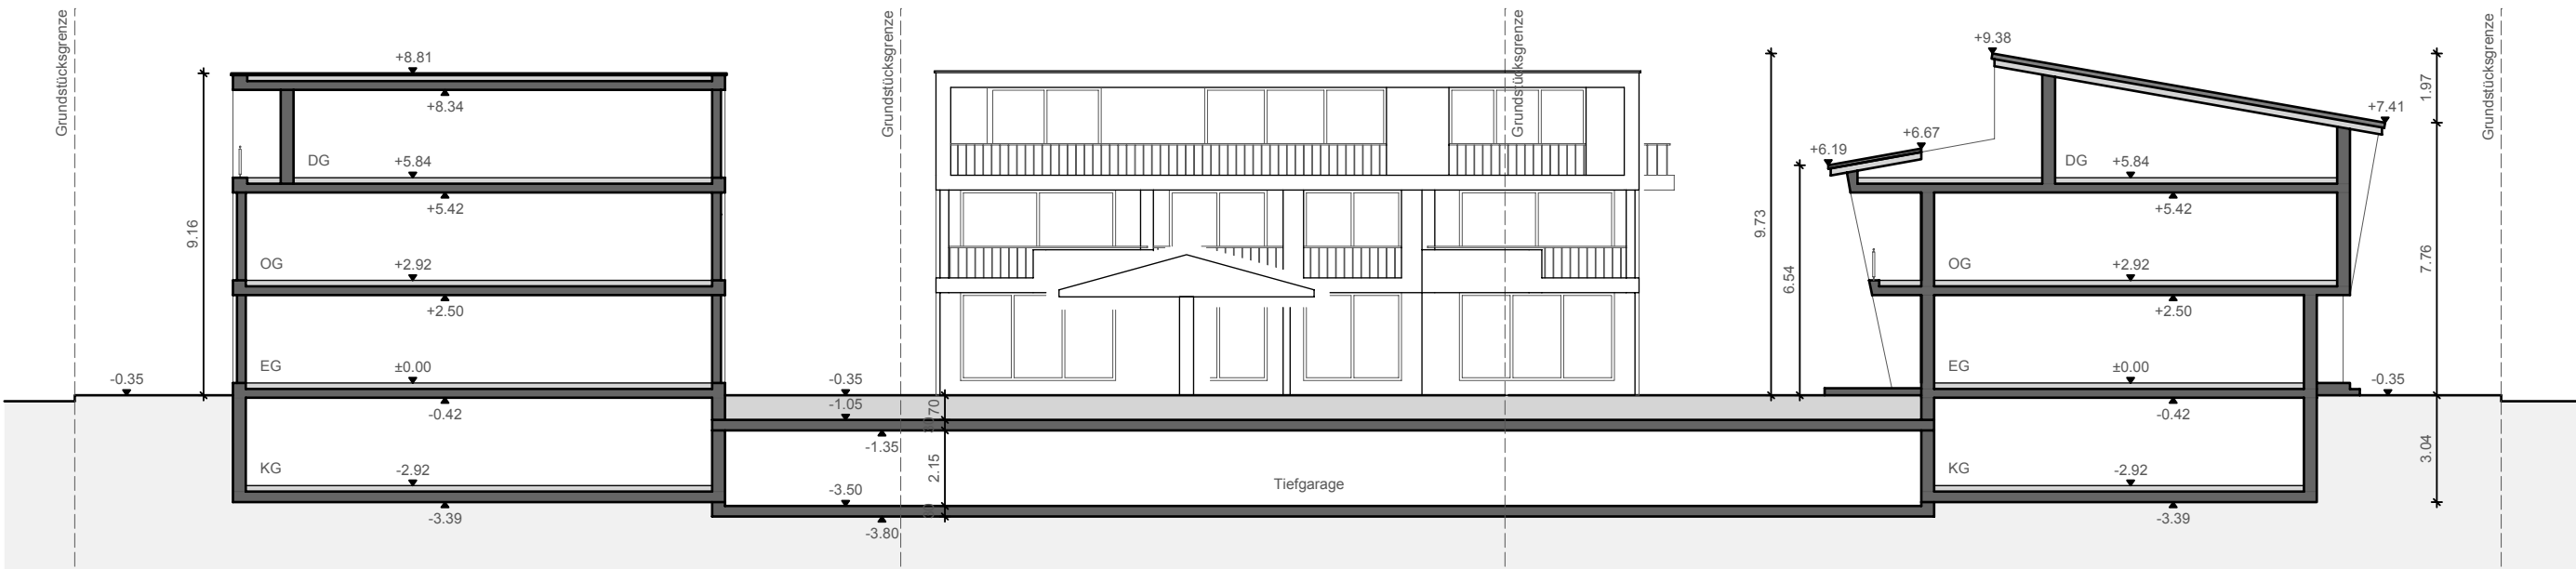 Grundstücksgrenze
-0.35
9.16
+8.81
+8.34
DG
+5.84
+5.42
OG
+2.92
+2.50
EG
±0.00
-0.42
KG
-2.92
-3.39
Grundstücksgrenze
-0.35
-1.05
-1.35
-3.50
-3.80
70
2.15
Tiefgarage
Grundstücksgrenze
9.73
6.54
+9.38
+6.67
+6.19
+7.41
DG
+5.84
+5.42
OG
+2.92
+2.50
EG
±0.00
-0.42
KG
-2.92
-3.39
-0.35
1.97
7.76
3.04
Grundstücksgrenze